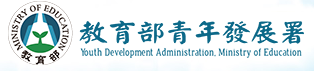 MINISTRY OF EDUCATION
教育部
教育部青年發展署
Youth Development Administration, Ministry of Education